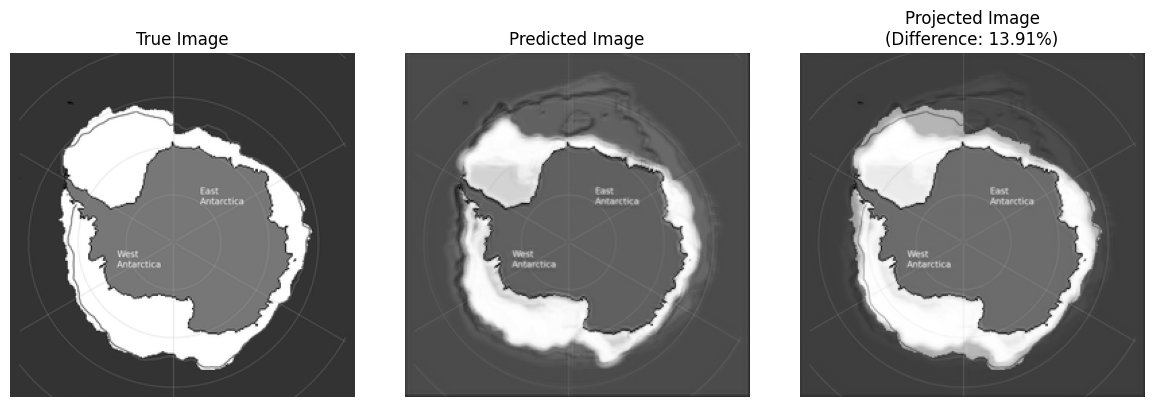 True Image
Predicted Image
Projected Image
(Difference: 13.91%)
East
Antarctica
West
Antarctica
East
Antarctica
West
Antarctica
East
Antarctica
West
Antarctica